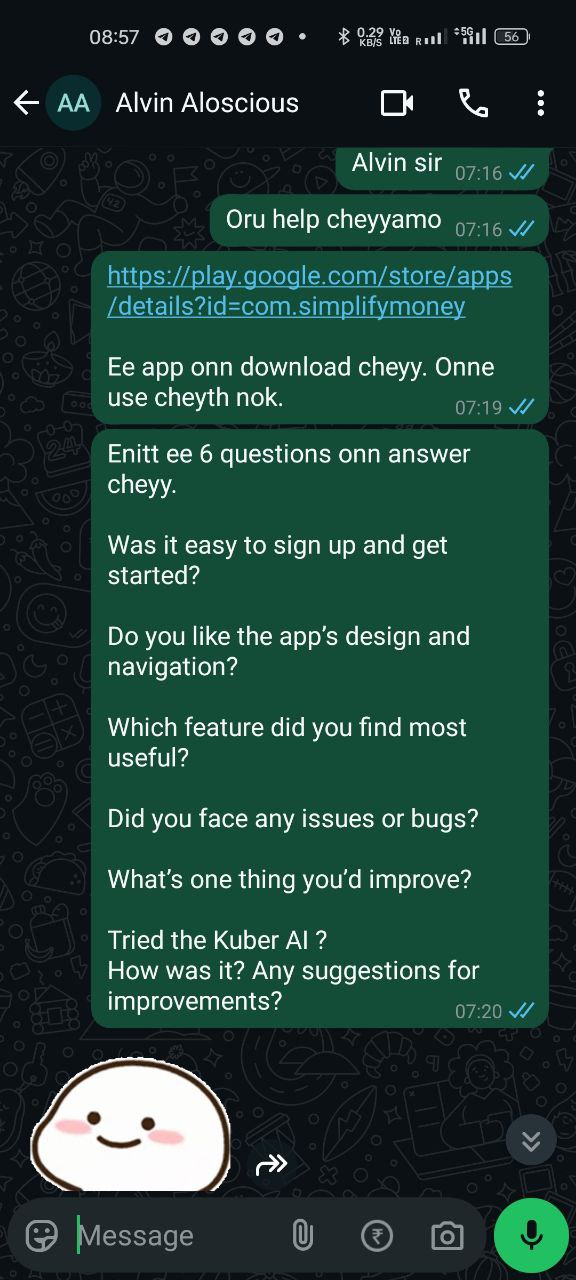 08:57 0.29 KB/S Vo LTE2 R 5G 56
AA Alvin Aloscious
Alvin sir 07:16
Oru help cheyyamo 07:16
https://play.google.com/store/apps
/details?id=com.simplifymoney
Ee app onn download cheyy. Onne
use cheyth nok. 07:19
Enitt ee 6 questions onn answer
cheyy.
Was it easy to sign up and get
started?
Do you like the app’s design and
navigation?
Which feature did you find most
useful?
Did you face any issues or bugs?
What’s one thing you’d improve?
Tried the Kuber AI ?
How was it? Any suggestions for
improvements? 07:20
Message